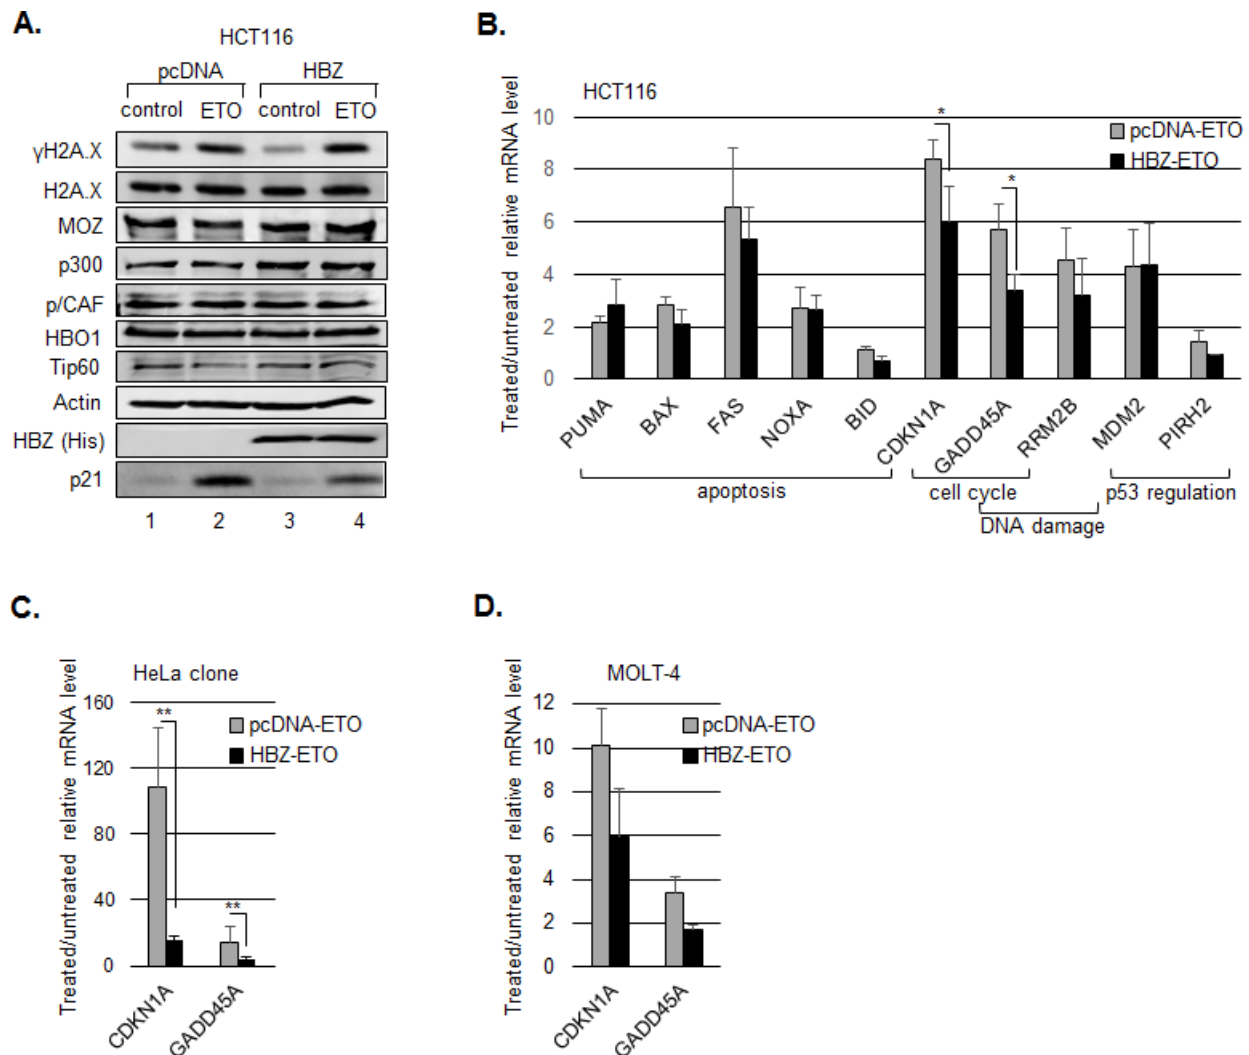 A.
HCT116
pcDNA HBZ
control ETO control ETO
γH2A.X
H2A.X
MOZ
p300
p/CAF
HBO1
Tip60
Actin
HBZ (His)
p21
1 2 3 4
B.
HCT116
Treated/untreated relative mRNA level
10
8
6
4
2
0
pcDNA-ETO
HBZ-ETO
*
*
PUMA BAX FAS NOXA BID CDKN1A GADD45A RRM2B MDM2 PIRH2
apoptosis cell cycle p53 regulation
DNA damage
C.
HeLa clone
Treated/untreated relative mRNA level
160
120
80
40
0
pcDNA-ETO
HBZ-ETO
**
**
CDKN1A GADD45A
D.
MOLT-4
Treated/untreated relative mRNA level
12
10
8
6
4
2
0
pcDNA-ETO
HBZ-ETO
CDKN1A GADD45A